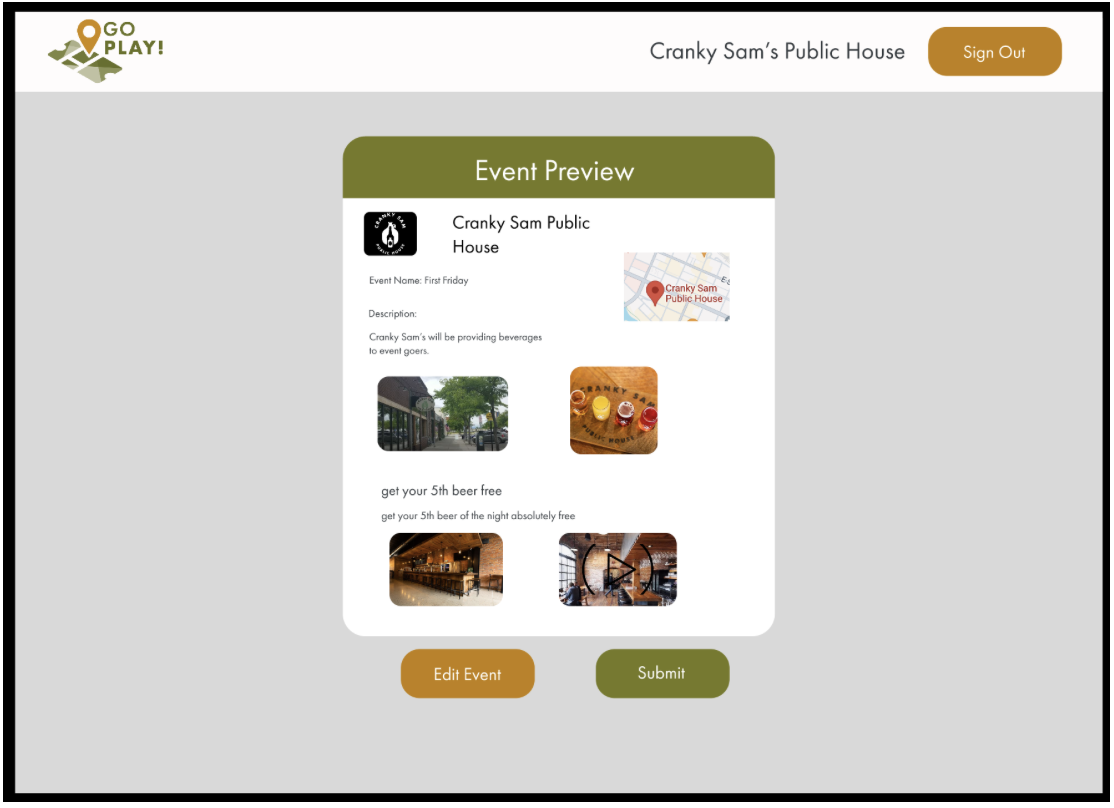 GO
PLAY!
Cranky Sam's Public House
Sign Out
Event Preview
CRANKY SAM
PUBLIC HOUSE
Cranky Sam Public
House
Cranky Sam
Public House
Event Name: First Friday
Description:
Cranky Sam's will be providing beverages
to event goers.
CRANKY SAM
PUBLIC HOUSE
get your 5th beer free
get your 5th beer of the night absolutely free
Edit Event
Submit